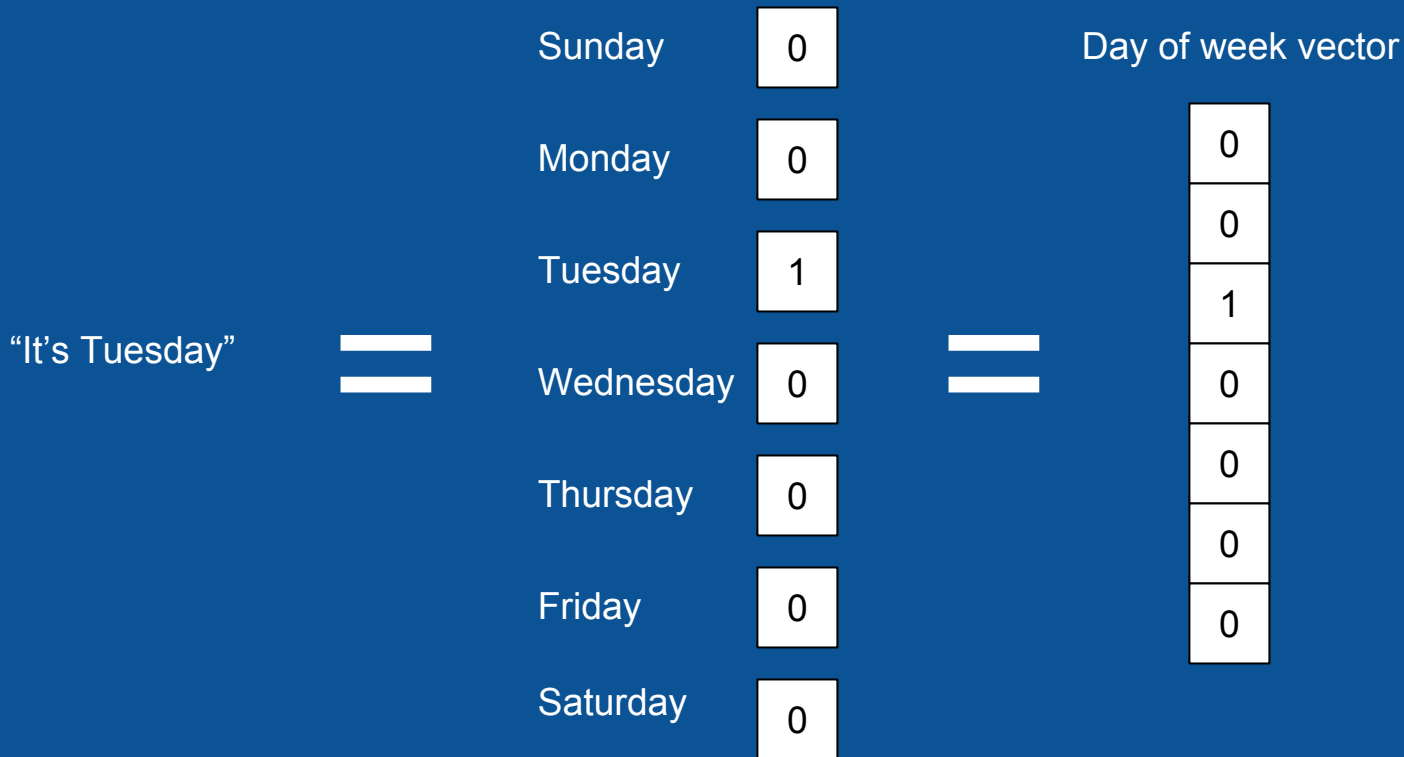 Sunday 0
Day of week vector
Monday 0
Tuesday 1
“It’s Tuesday”
Wednesday 0
Thursday 0
Friday 0
Saturday 0
0
0
1
0
0
0
0